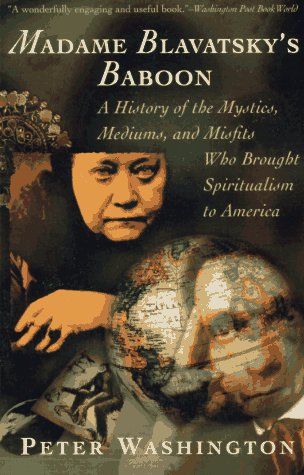 "A wonderfully engaging and useful book."–Washington Post Book World
MADAME BLAVATSKY'S
BABOON
A History of the Mystics,
Mediums, and Misfits
Who Brought
Spiritualism
to America
PETER WASHINGTON